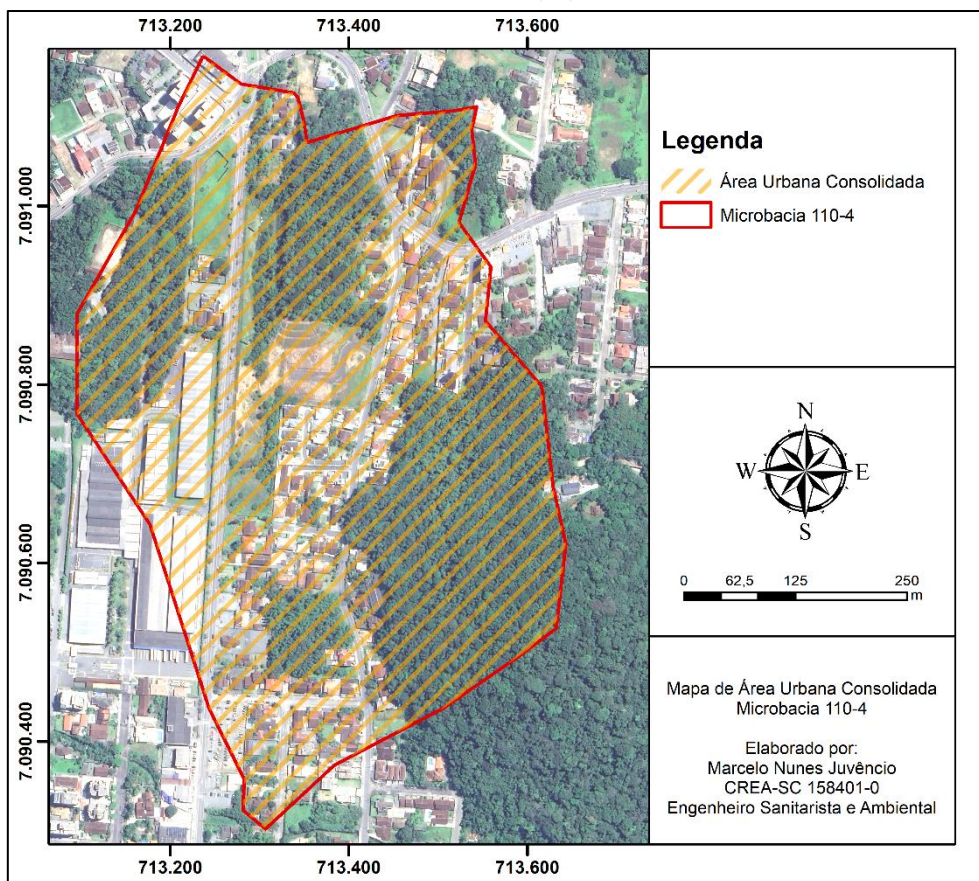 713.200
713.400
713.600
7.091.000
7.090.800
7.090.600
7.090.400
Legenda
Área Urbana Consolidada
Microbacia 110-4
N
W
E
S
0
62,5
125
250
m
Mapa de Área Urbana Consolidada
Microbacia 110-4
Elaborado por:
Marcelo Nunes Juvêncio
CREA-SC 158401-0
Engenheiro Sanitarista e Ambiental
713.200
713.400
713.600